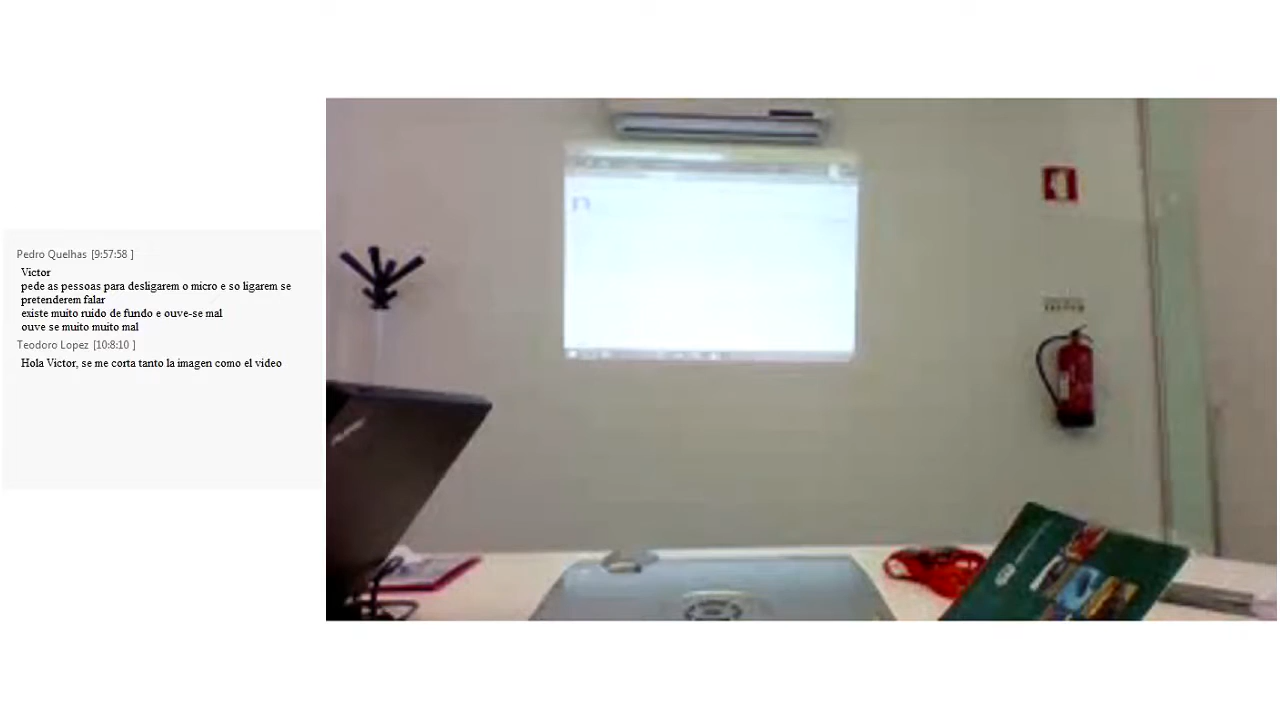 Pedro Quelhas [9:57:58 ]
Victor
pede as pessoas para desligarem o micro e so ligarem se
pretenderem falar
existe muito ruido de fundo e ouve-se mal
ouve se muito muito mal
Teodoro Lopez [10:8:10 ]
Hola Victor, se me corta tanto la imagen como el video